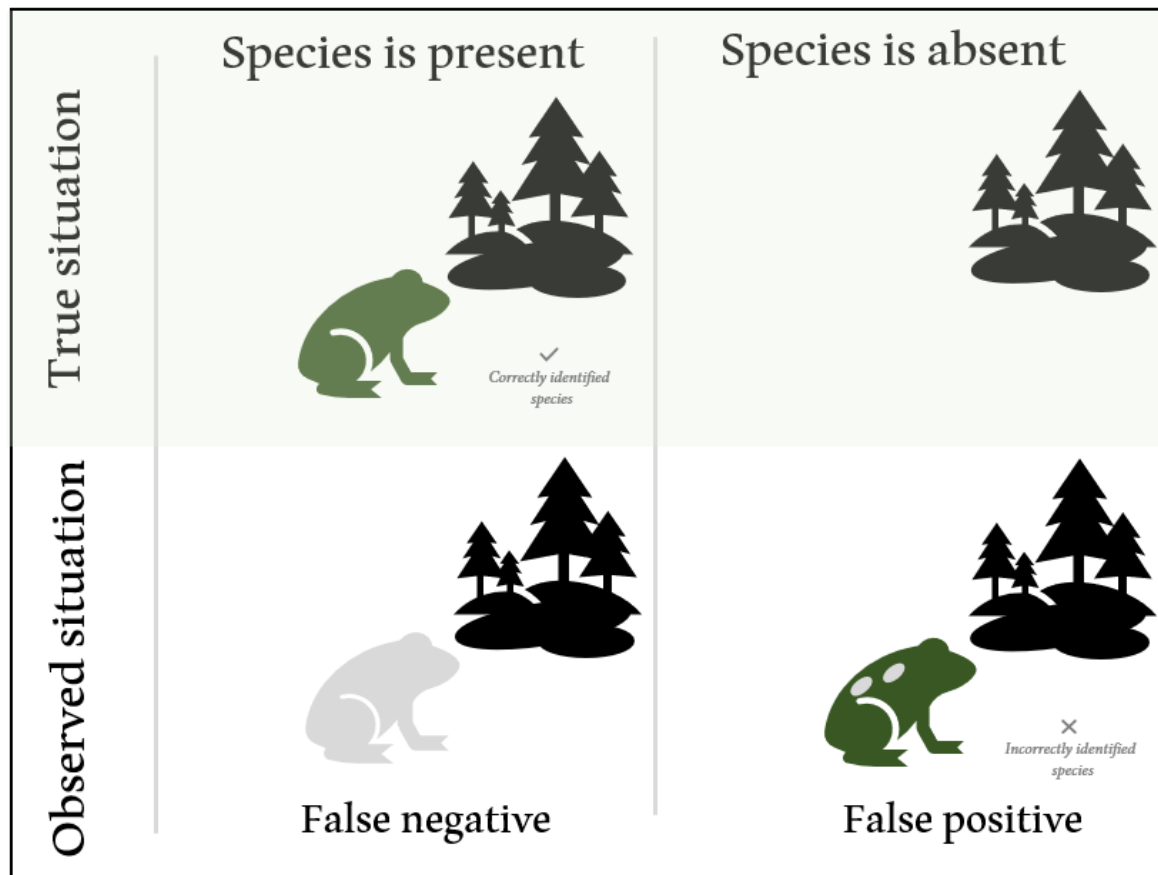 Species is present
Species is absent
True situation
✓
Correctly identified
species
Observed situation
✕
Incorrectly identified
species
False negative
False positive